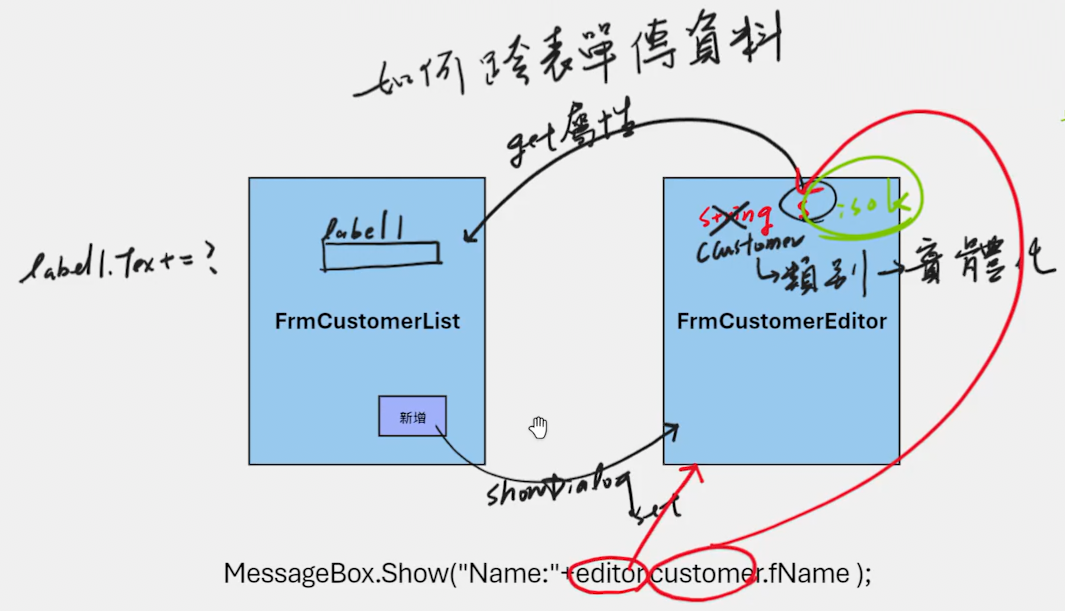 如何跨表單傳資料
get屬性
string s isok
CCustomer
↳類別→實體化
label1
label1.Text=?
FrmCustomerList
FrmCustomerEditor
新增
showDialog
set
MessageBox.Show("Name:"+editor.customer.fName );